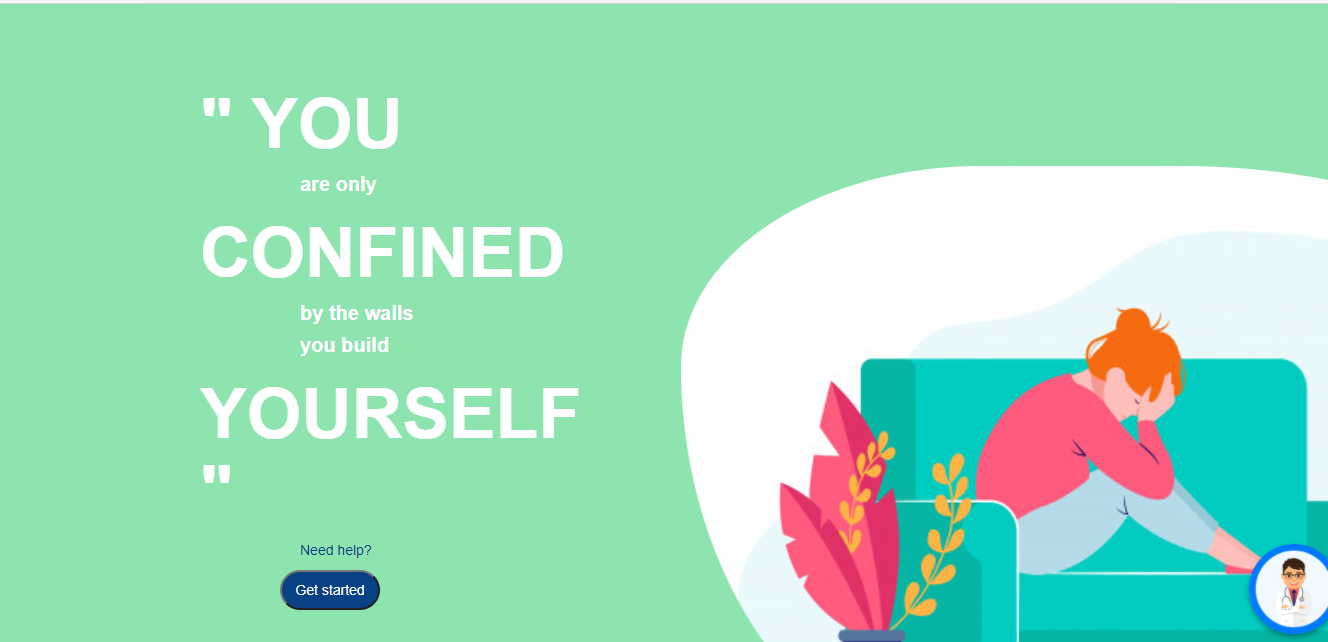 " YOU
are only
CONFINED
by the walls
you build
YOURSELF
"
Need help?
Get started